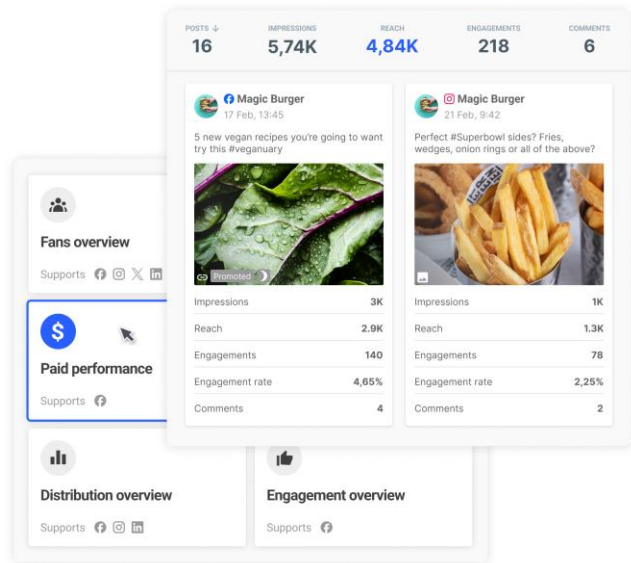 POSTS ↓ IMPRESSIONS REACH ENGAGEMENTS COMMENTS
16 5,74K 4,84K 218 6
Magic Burger
17 Feb, 13:45
5 new vegan recipes you're going to want
try this #veganuary
Promoted
Impressions 3K
Reach 2.9K
Engagements 140
Engagement rate 4,65%
Comments 4
Magic Burger
21 Feb, 9:42
Perfect #Superbowl sides? Fries,
wedges, onion rings or all of the above?
Impressions 1K
Reach 1.3K
Engagements 78
Engagement rate 2,25%
Comments 2
Fans overview
Supports
Paid performance
Supports
Distribution overview
Supports
Engagement overview
Supports